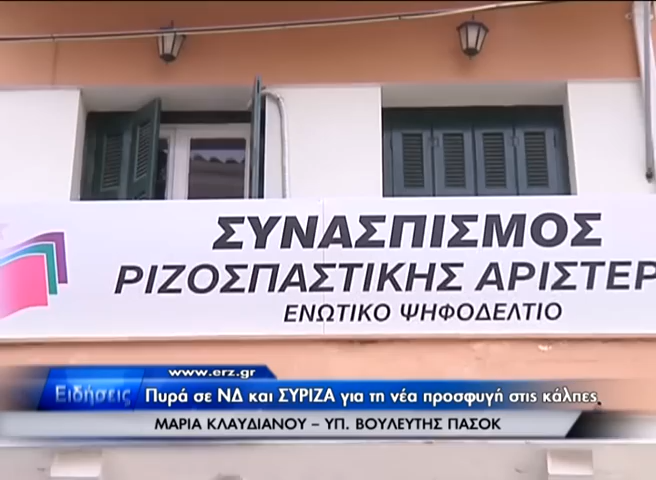 ΣΥΝΑΣΠΙΣΜΟΣ
ΡΙΖΟΣΠΑΣΤΙΚΗΣ ΑΡΙΣΤΕΡ
ΕΝΩΤΙΚΟ ΨΗΦΟΔΕΛΤΙΟ
www.erz.gr
Ειδήσεις Πυρά σε ΝΔ και ΣΥΡΙΖΑ για τη νέα προσφυγή στις κάλπες
ΜΑΡΙΑ ΚΛΑΥΔΙΑΝΟΥ – ΥΠ. ΒΟΥΛΕΥΤΗΣ ΠΑΣΟΚ